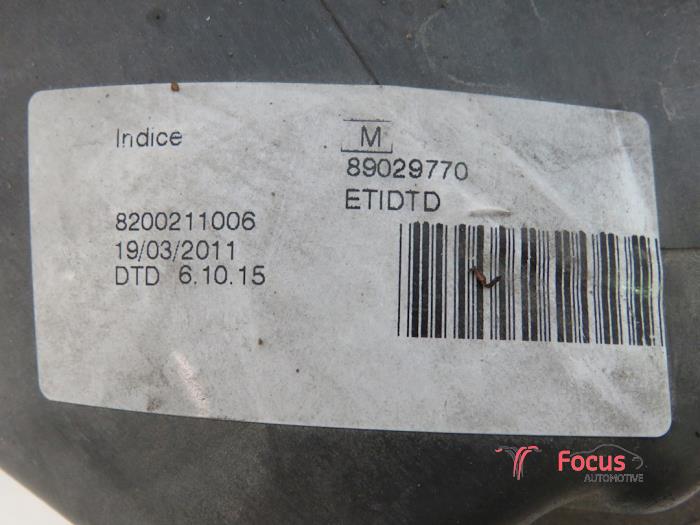 Indice
M
89029770
ETIDTD
8200211006
19/03/2011
DTD 6.10.15
Focus
AUTOMOTIVE